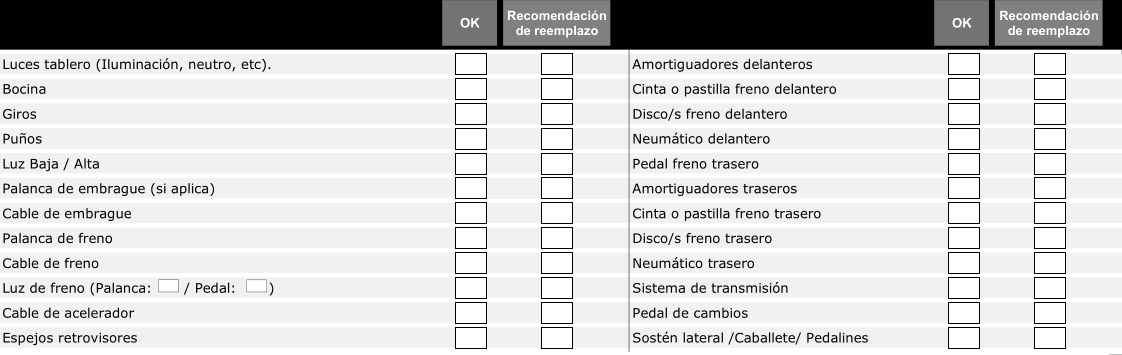 OK
Recomendación
de reemplazo
OK
Recomendación
de reemplazo
Luces tablero (Iluminación, neutro, etc).
Bocina
Giros
Puños
Luz Baja / Alta
Palanca de embrague (si aplica)
Cable de embrague
Palanca de freno
Cable de freno
Luz de freno (Palanca: / Pedal: )
Cable de acelerador
Espejos retrovisores
Amortiguadores delanteros
Cinta o pastilla freno delantero
Disco/s freno delantero
Neumático delantero
Pedal freno trasero
Amortiguadores traseros
Cinta o pastilla freno trasero
Disco/s freno trasero
Neumático trasero
Sistema de transmisión
Pedal de cambios
Sostén lateral /Caballete/ Pedalines